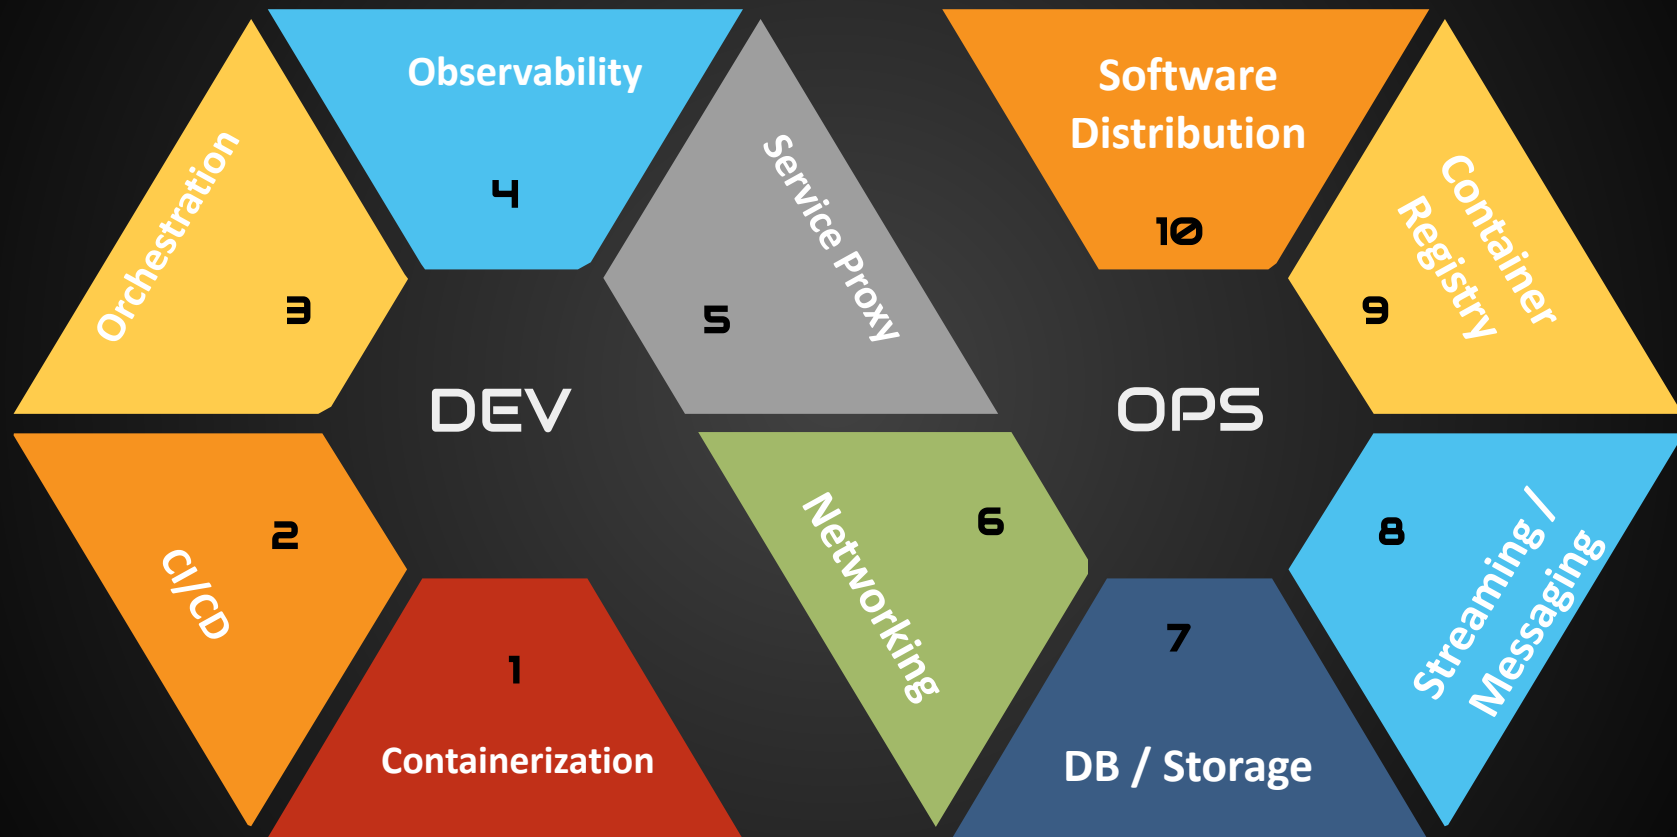 Containerization
1
CI/CD
2
Orchestration
3
Observability
4
Service Proxy
5
DEV
Networking
6
DB / Storage
7
Streaming /
Messaging
8
Container
Registry
9
Software
Distribution
10
OPS